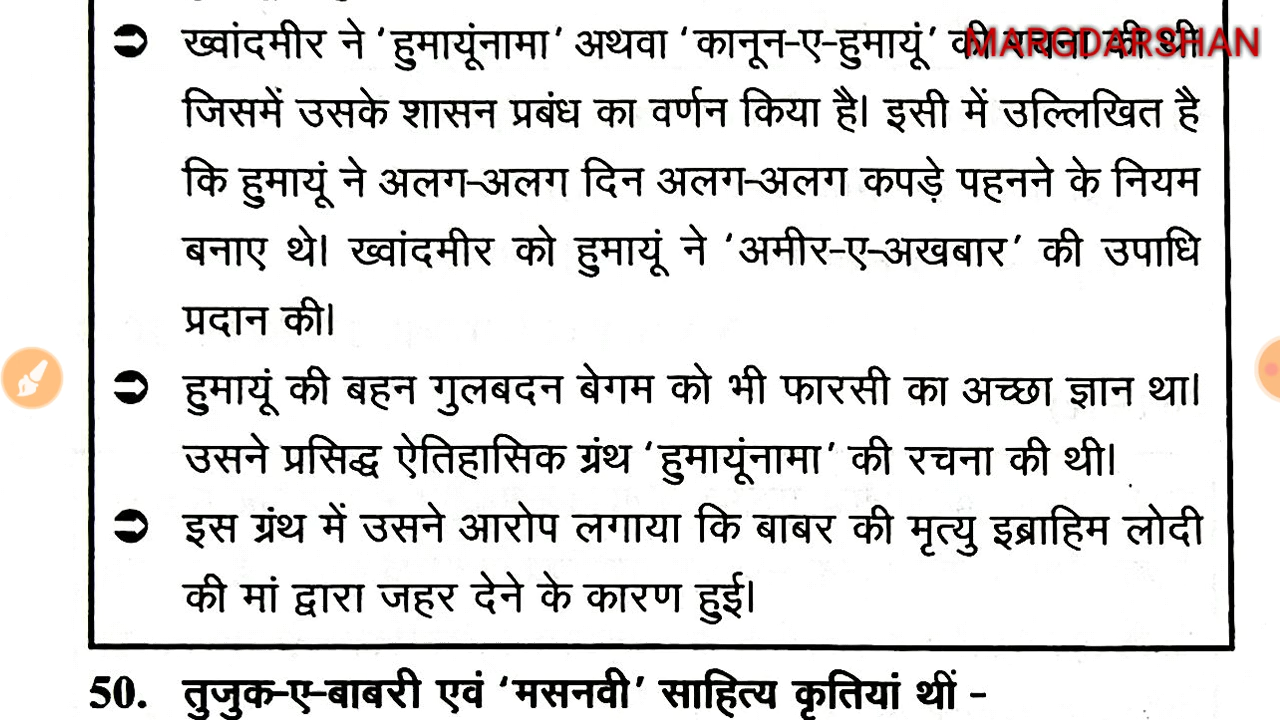 MARGDARSHAN
➲ ख्वांदमीर ने 'हुमायूंनामा' अथवा 'कानून-ए-हुमायूं' की रचना की थी
जिसमें उसके शासन प्रबंध का वर्णन किया है। इसी में उल्लिखित है
कि हुमायूं ने अलग-अलग दिन अलग-अलग कपड़े पहनने के नियम
बनाए थे। ख्वांदमीर को हुमायूं ने 'अमीर-ए-अखबार' की उपाधि
प्रदान की।
➲ हुमायूं की बहन गुलबदन बेगम को भी फारसी का अच्छा ज्ञान था।
उसने प्रसिद्ध ऐतिहासिक ग्रंथ 'हुमायूंनामा' की रचना की थी।
➲ इस ग्रंथ में उसने आरोप लगाया कि बाबर की मृत्यु इब्राहिम लोदी
की मां द्वारा जहर देने के कारण हुई।
50. तुजुक-ए-बाबरी एवं 'मसनवी' साहित्य कृतियां थीं -